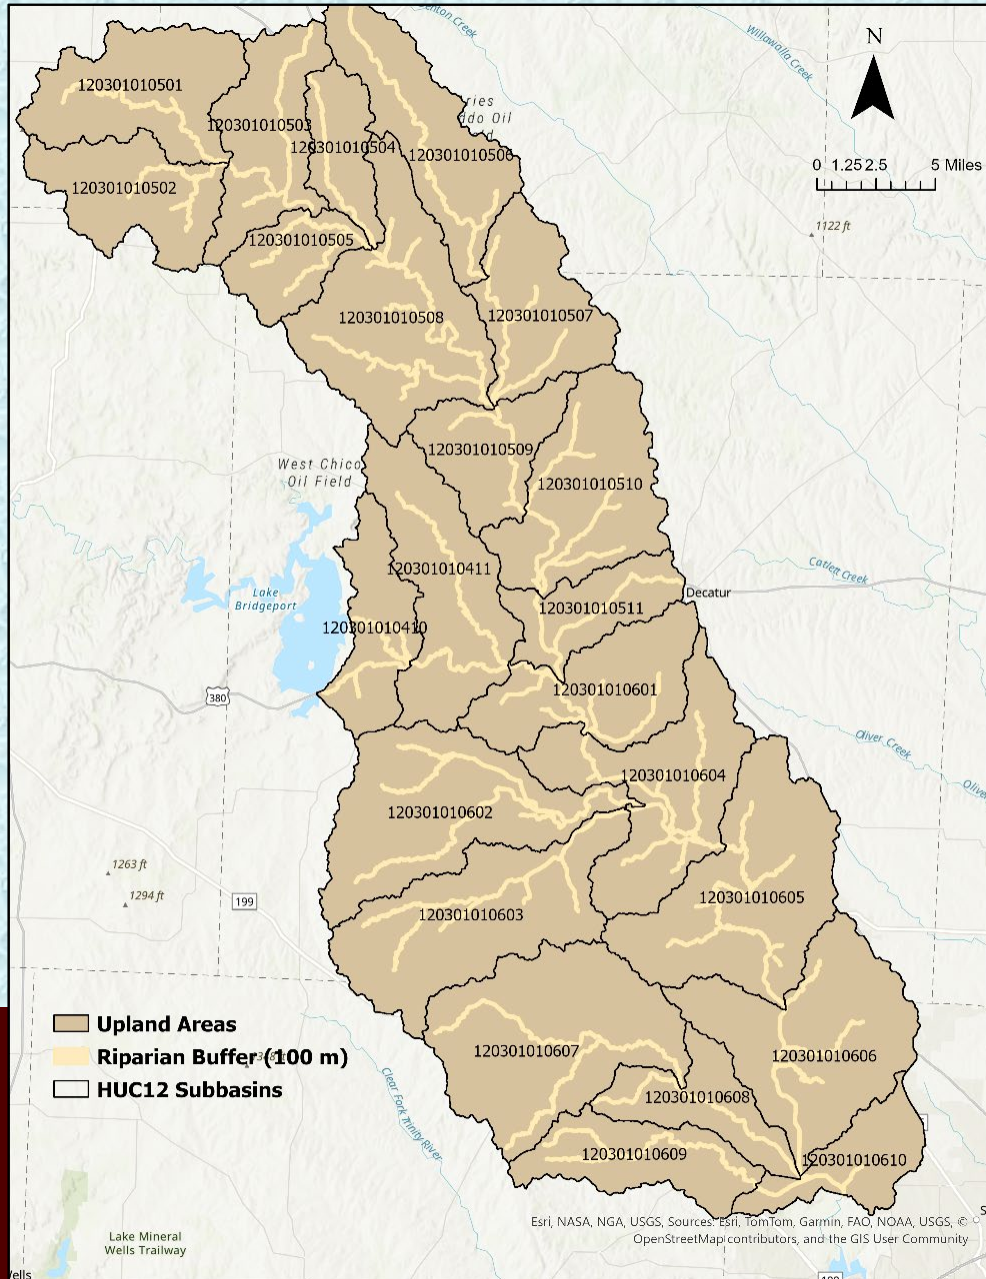 Denton Creek
Willawalla Creek
N
0 1.25 2.5 5 Miles
1122 ft
120301010501
120301010503
120301010504
120301010506
120301010502
120301010505
120301010508
120301010507
120301010509
120301010510
West Chico
Oil Field
120301010411
Lake
Bridgeport
120301010410
120301010511
Decatur
Catlett Creek
380
120301010601
Oliver Creek
120301010604
120301010602
1263 ft
1294 ft
199
120301010605
120301010603
Upland Areas
Riparian Buffer (100 m)
HUC12 Subbasins
120301010607
120301010606
120301010608
Clear Fork Trinity River
120301010609
120301010610
Lake Mineral
Wells Trailway
Esri, NASA, NGA, USGS, Sources: Esri, TomTom, Garmin, FAO, NOAA, USGS, ©
OpenStreetMap contributors, and the GIS User Community